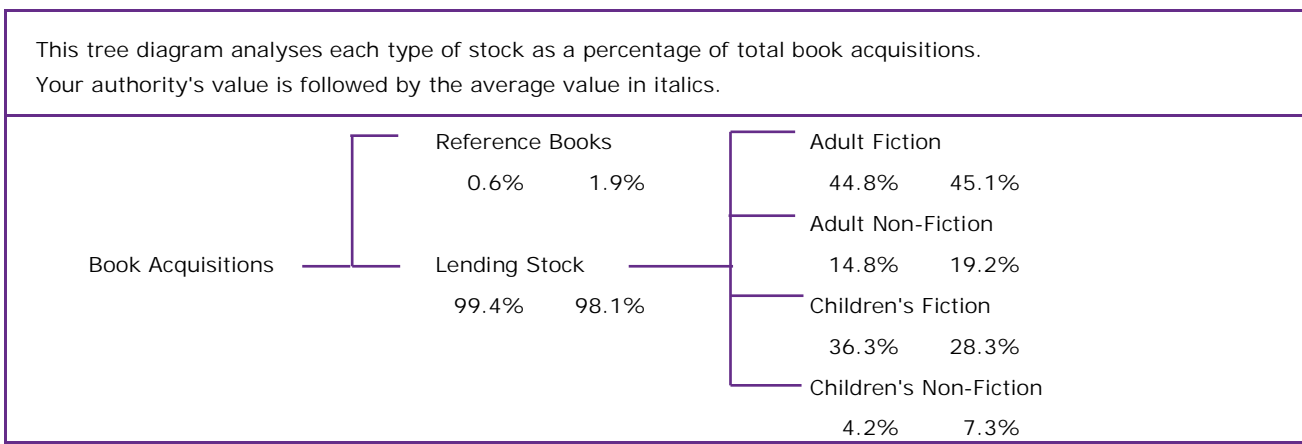 This tree diagram analyses each type of stock as a percentage of total book acquisitions.
Your authority's value is followed by the average value in italics.
Reference Books
0.6% 1.9%
Book Acquisitions
Lending Stock
99.4% 98.1%
Adult Fiction
44.8% 45.1%
Adult Non-Fiction
14.8% 19.2%
Children's Fiction
36.3% 28.3%
Children's Non-Fiction
4.2% 7.3%